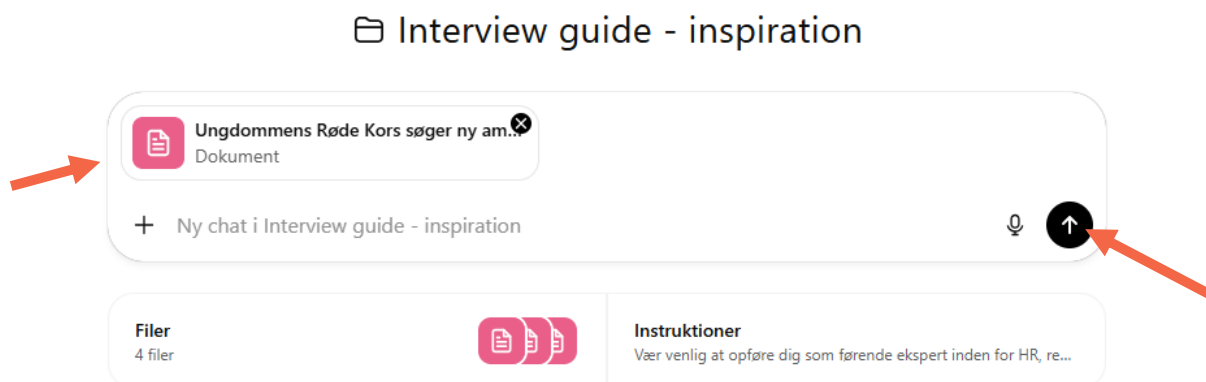 Interview guide - inspiration
Ungdommens Røde Kors søger ny am...
Dokument
Ny chat i Interview guide - inspiration
Filer
4 filer
Instruktioner
Vær venlig at opføre dig som førende ekspert inden for HR, re...